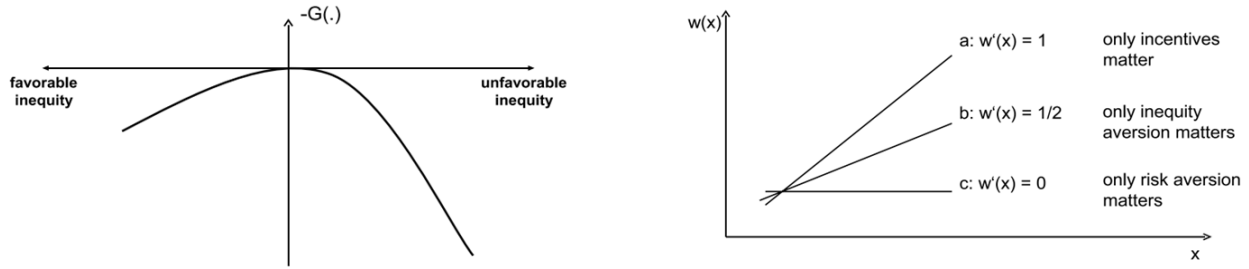 -G(.)
favorable
inequity
unfavorable
inequity
w(x)
a: w'(x) = 1 only incentives
matter
b: w'(x) = 1/2 only inequity
aversion matters
c: w'(x) = 0 only risk aversion
matters
x